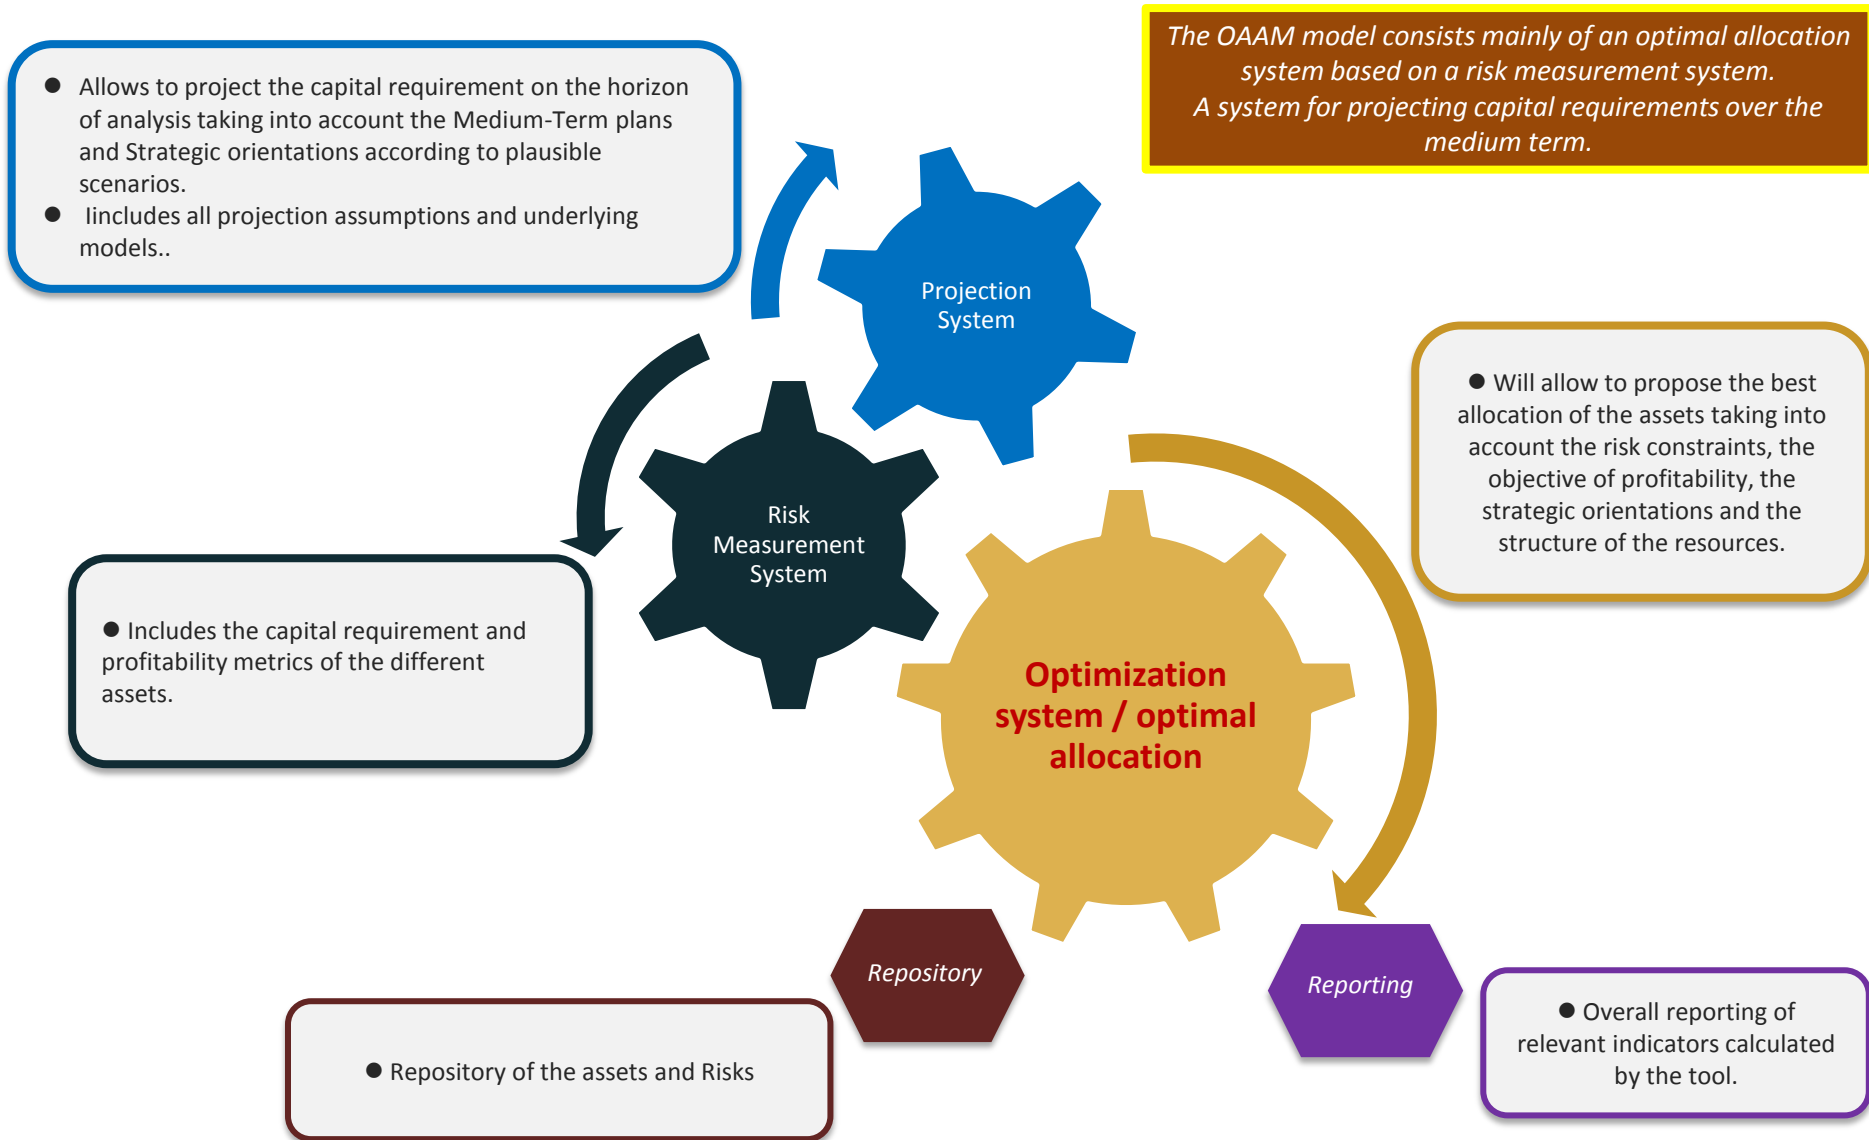 The OAAM model consists mainly of an optimal allocation
system based on a risk measurement system.
A system for projecting capital requirements over the
medium term.
● Allows to project the capital requirement on the horizon
of analysis taking into account the Medium-Term plans
and Strategic orientations according to plausible
scenarios.
● Iincludes all projection assumptions and underlying
models..
Projection
System
● Will allow to propose the best
allocation of the assets taking into
account the risk constraints, the
objective of profitability, the
strategic orientations and the
structure of the resources.
Risk
Measurement
System
● Includes the capital requirement and
profitability metrics of the different
assets.
Optimization
system / optimal
allocation
Repository
Reporting
● Repository of the assets and Risks
● Overall reporting of
relevant indicators calculated
by the tool.